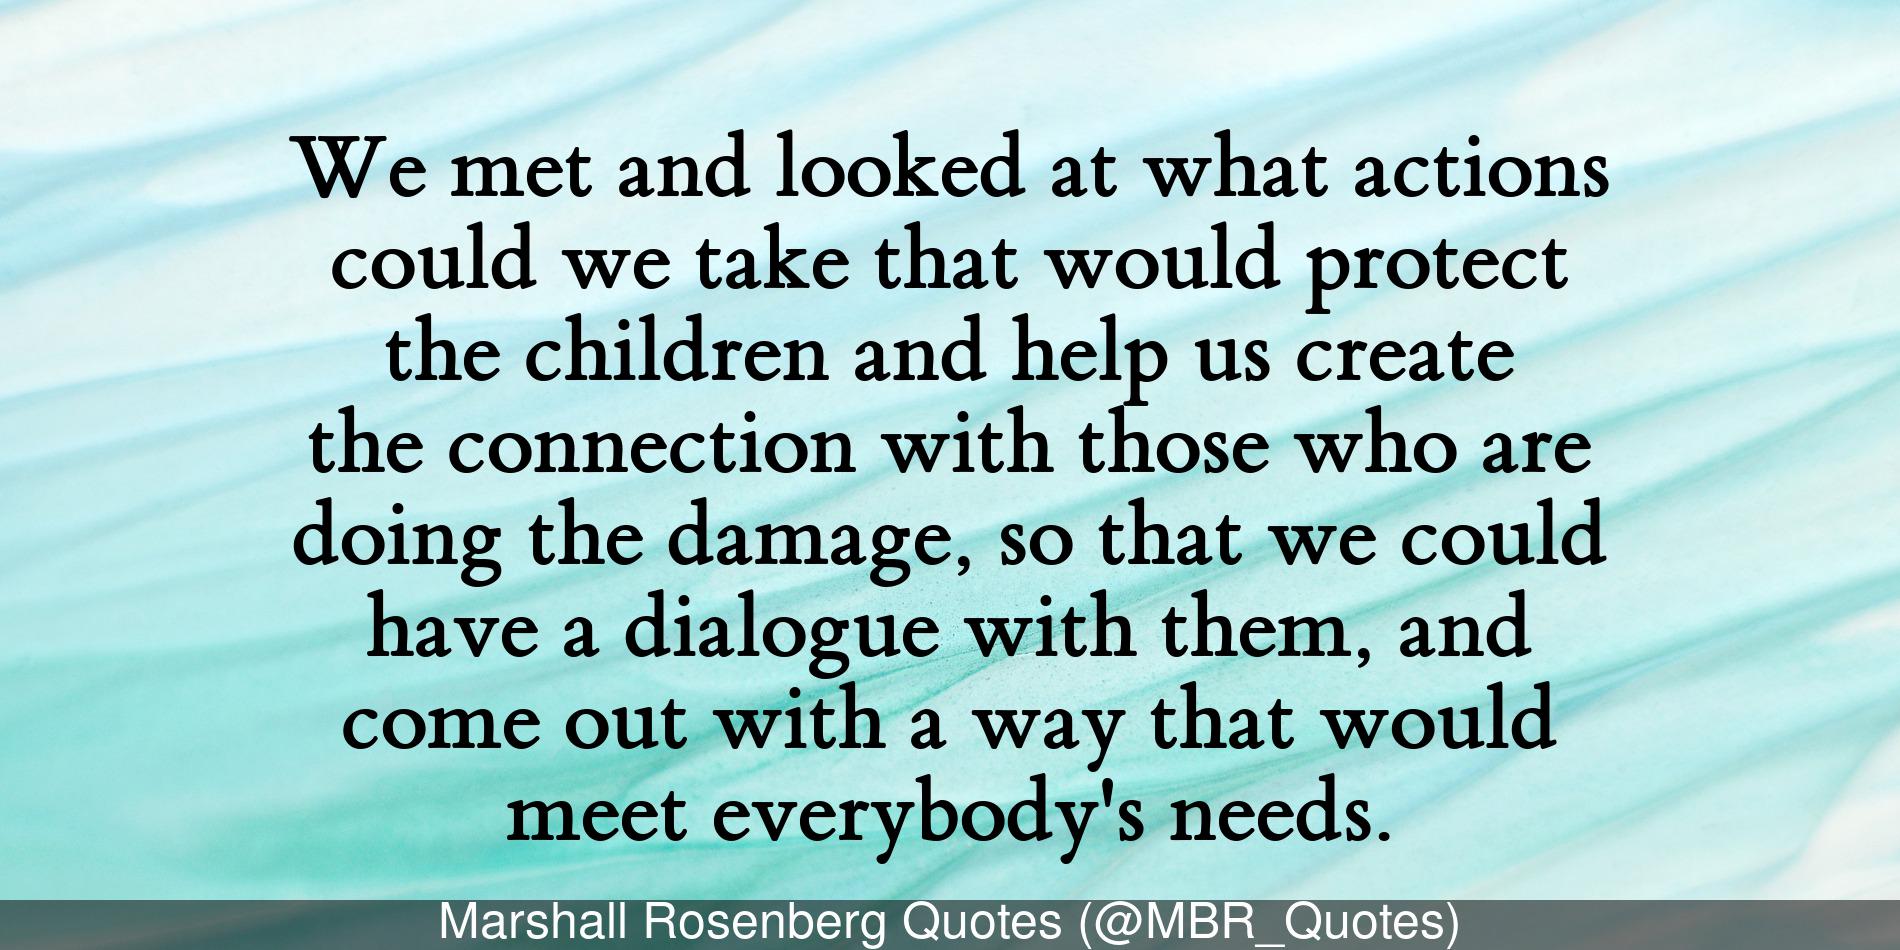 We met and looked at what actions
could we take that would protect
the children and help us create
the connection with those who are
doing the damage, so that we could
have a dialogue with them, and
come out with a way that would
meet everybody's needs.
Marshall Rosenberg Quotes (@MBR_Quotes)